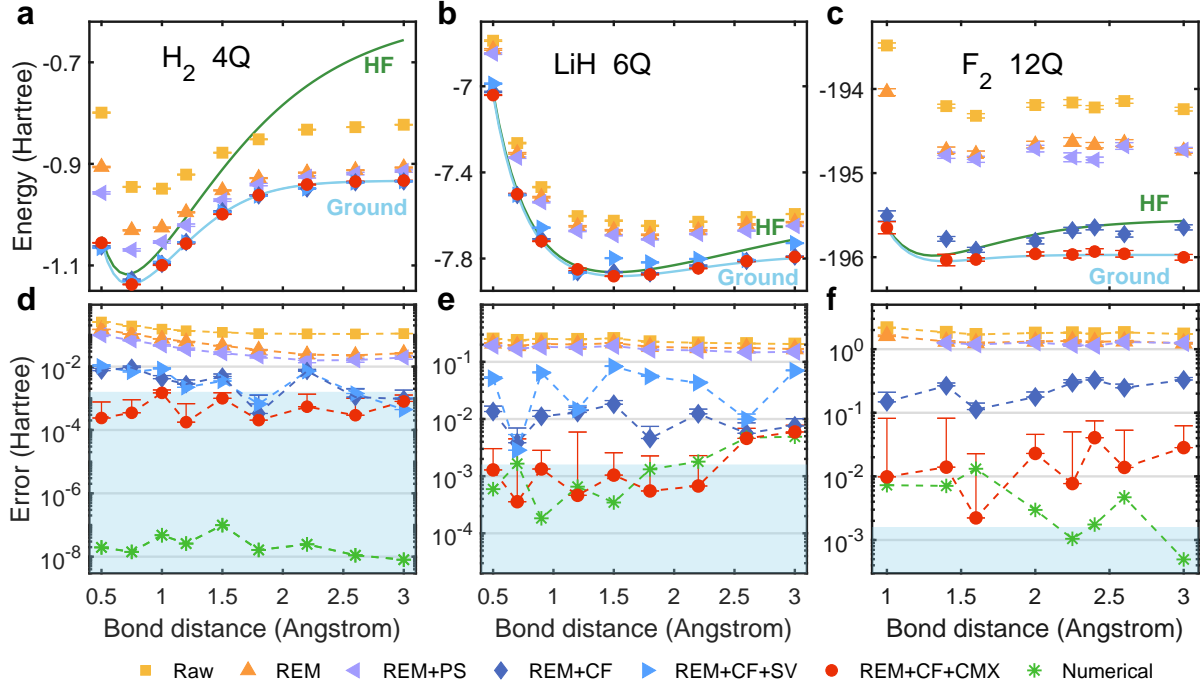 a
H2 4Q
b
LiH 6Q
c
F2 12Q
Energy (Hartree)
-0.7
-0.9
-1.1
HF
Ground
-7
-7.4
-7.8
HF
Ground
-194
-195
-196
HF
Ground
d
e
f
Error (Hartree)
10^-2
10^-4
10^-6
10^-8
10^-1
10^-2
10^-3
10^-4
10^0
10^-1
10^-2
10^-3
0.5 1 1.5 2 2.5 3
0.5 1 1.5 2 2.5 3
1 1.5 2 2.5 3
Bond distance (Angstrom)
Bond distance (Angstrom)
Bond distance (Angstrom)
Raw REM REM+PS REM+CF REM+CF+SV REM+CF+CMX Numerical